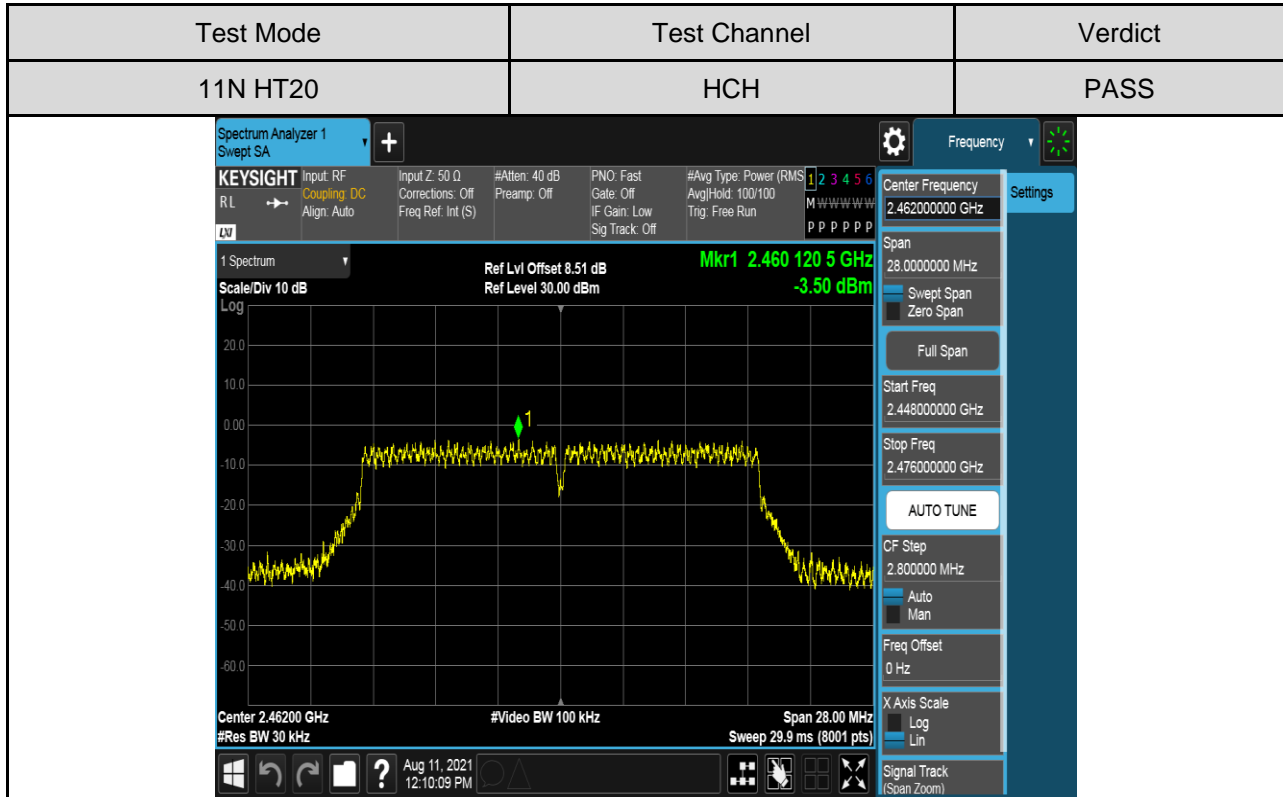 Test Mode Test Channel Verdict
11N HT20 HCH PASS
Spectrum Analyzer 1
Swept SA
Frequency
KEYSIGHT
RL
LXI
Input: RF
Coupling: DC
Align: Auto
Input Z: 50 Ω
Corrections: Off
Freq Ref: Int (S)
#Atten: 40 dB
Preamp: Off
PNO: Fast
Gate: Off
IF Gain: Low
Sig Track: Off
#Avg Type: Power (RMS
Avg|Hold: 100/100
Trig: Free Run
1 2 3 4 5 6
M W W W W W
P P P P P P
1 Spectrum
Scale/Div 10 dB
Log
Ref Lvl Offset 8.51 dB
Ref Level 30.00 dBm
Mkr1 2.460 120 5 GHz
-3.50 dBm
20.0
10.0
0.00
-10.0
-20.0
-30.0
-40.0
-50.0
-60.0
1
Center 2.46200 GHz
#Res BW 30 kHz
#Video BW 100 kHz
Span 28.00 MHz
Sweep 29.9 ms (8001 pts)
Center Frequency
2.462000000 GHz
Settings
Span
28.0000000 MHz
Swept Span
Zero Span
Full Span
Start Freq
2.448000000 GHz
Stop Freq
2.476000000 GHz
AUTO TUNE
CF Step
2.800000 MHz
Auto
Man
Freq Offset
0 Hz
X Axis Scale
Log
Lin
Signal Track
(Span Zoom)
?
Aug 11, 2021
12:10:09 PM